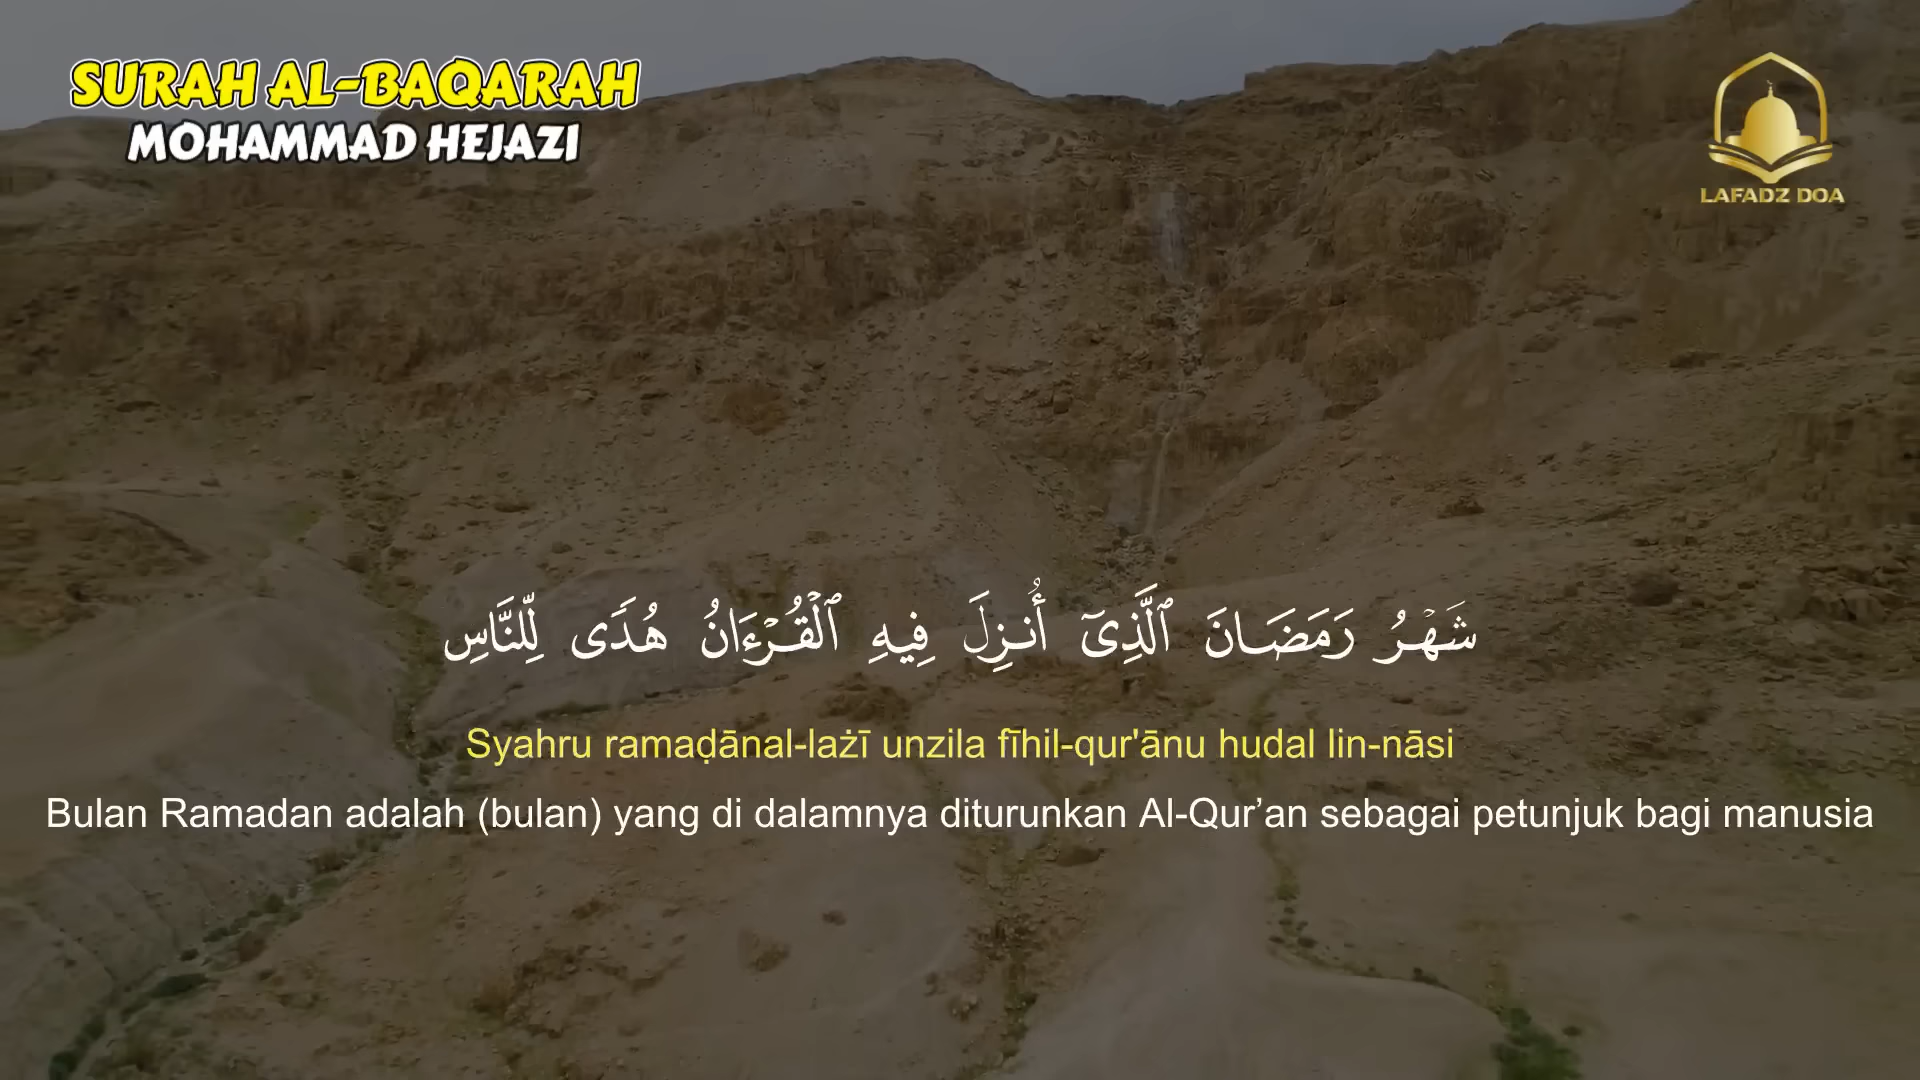 SURAH AL-BAQARAH
MOHAMMAD HEJAZI
LAFADZ DOA
شَهْرُ رَمَضَانَ ٱلَّذِىٓ أُنزِلَ فِيهِ ٱلْقُرْءَانُ هُدًى لِّلنَّاسِ
Syahru ramaḍānal-lażī unzila fīhil-qur'ānu hudal lin-nāsi
Bulan Ramadan adalah (bulan) yang di dalamnya diturunkan Al-Qur’an sebagai petunjuk bagi manusia